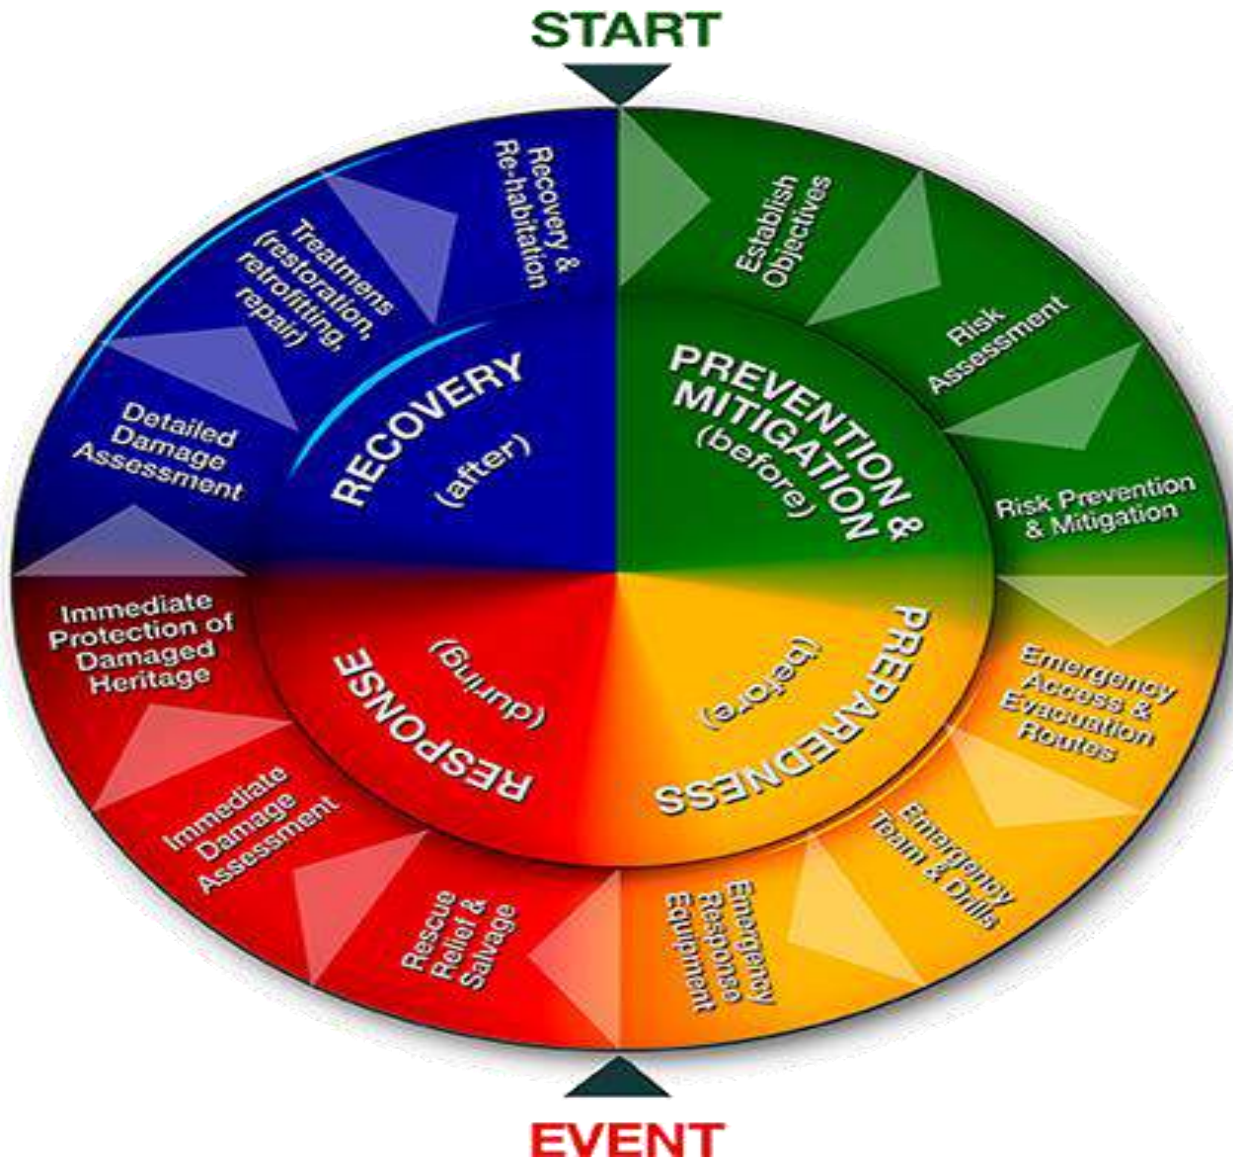 START
Establish
Objectives
Risk
Assessment
Risk Prevention
& Mitigation
Emergency
Access &
Evacuation
Routes
Emergency
Team & Drills
Emergency
Response
Equipment
EVENT
Rescue
Relief &
Salvage
Immediate
Damage
Assessment
Immediate
Protection of
Damaged
Heritage
Detailed
Damage
Assessment
Treatmens
(restoration,
retrofitting,
repair)
Recovery &
Re-habitation
PREVENTION &
MITIGATION
(before)
PREPAREDNESS
(before)
RESPONSE
(during)
RECOVERY
(after)